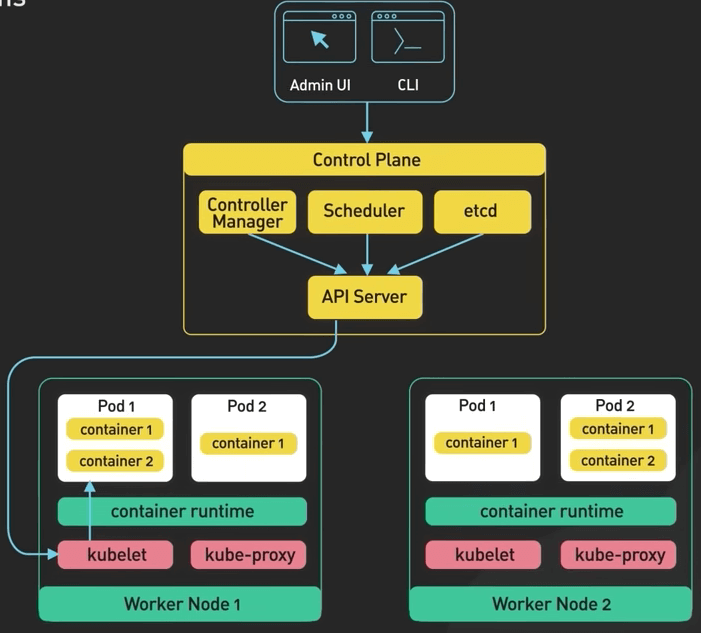 Admin UI
CLI
Control Plane
Controller
Manager
Scheduler
etcd
API Server
Pod 1
container 1
container 2
Pod 2
container 1
container runtime
kubelet
kube-proxy
Worker Node 1
Pod 1
container 1
Pod 2
container 1
container 2
container runtime
kubelet
kube-proxy
Worker Node 2